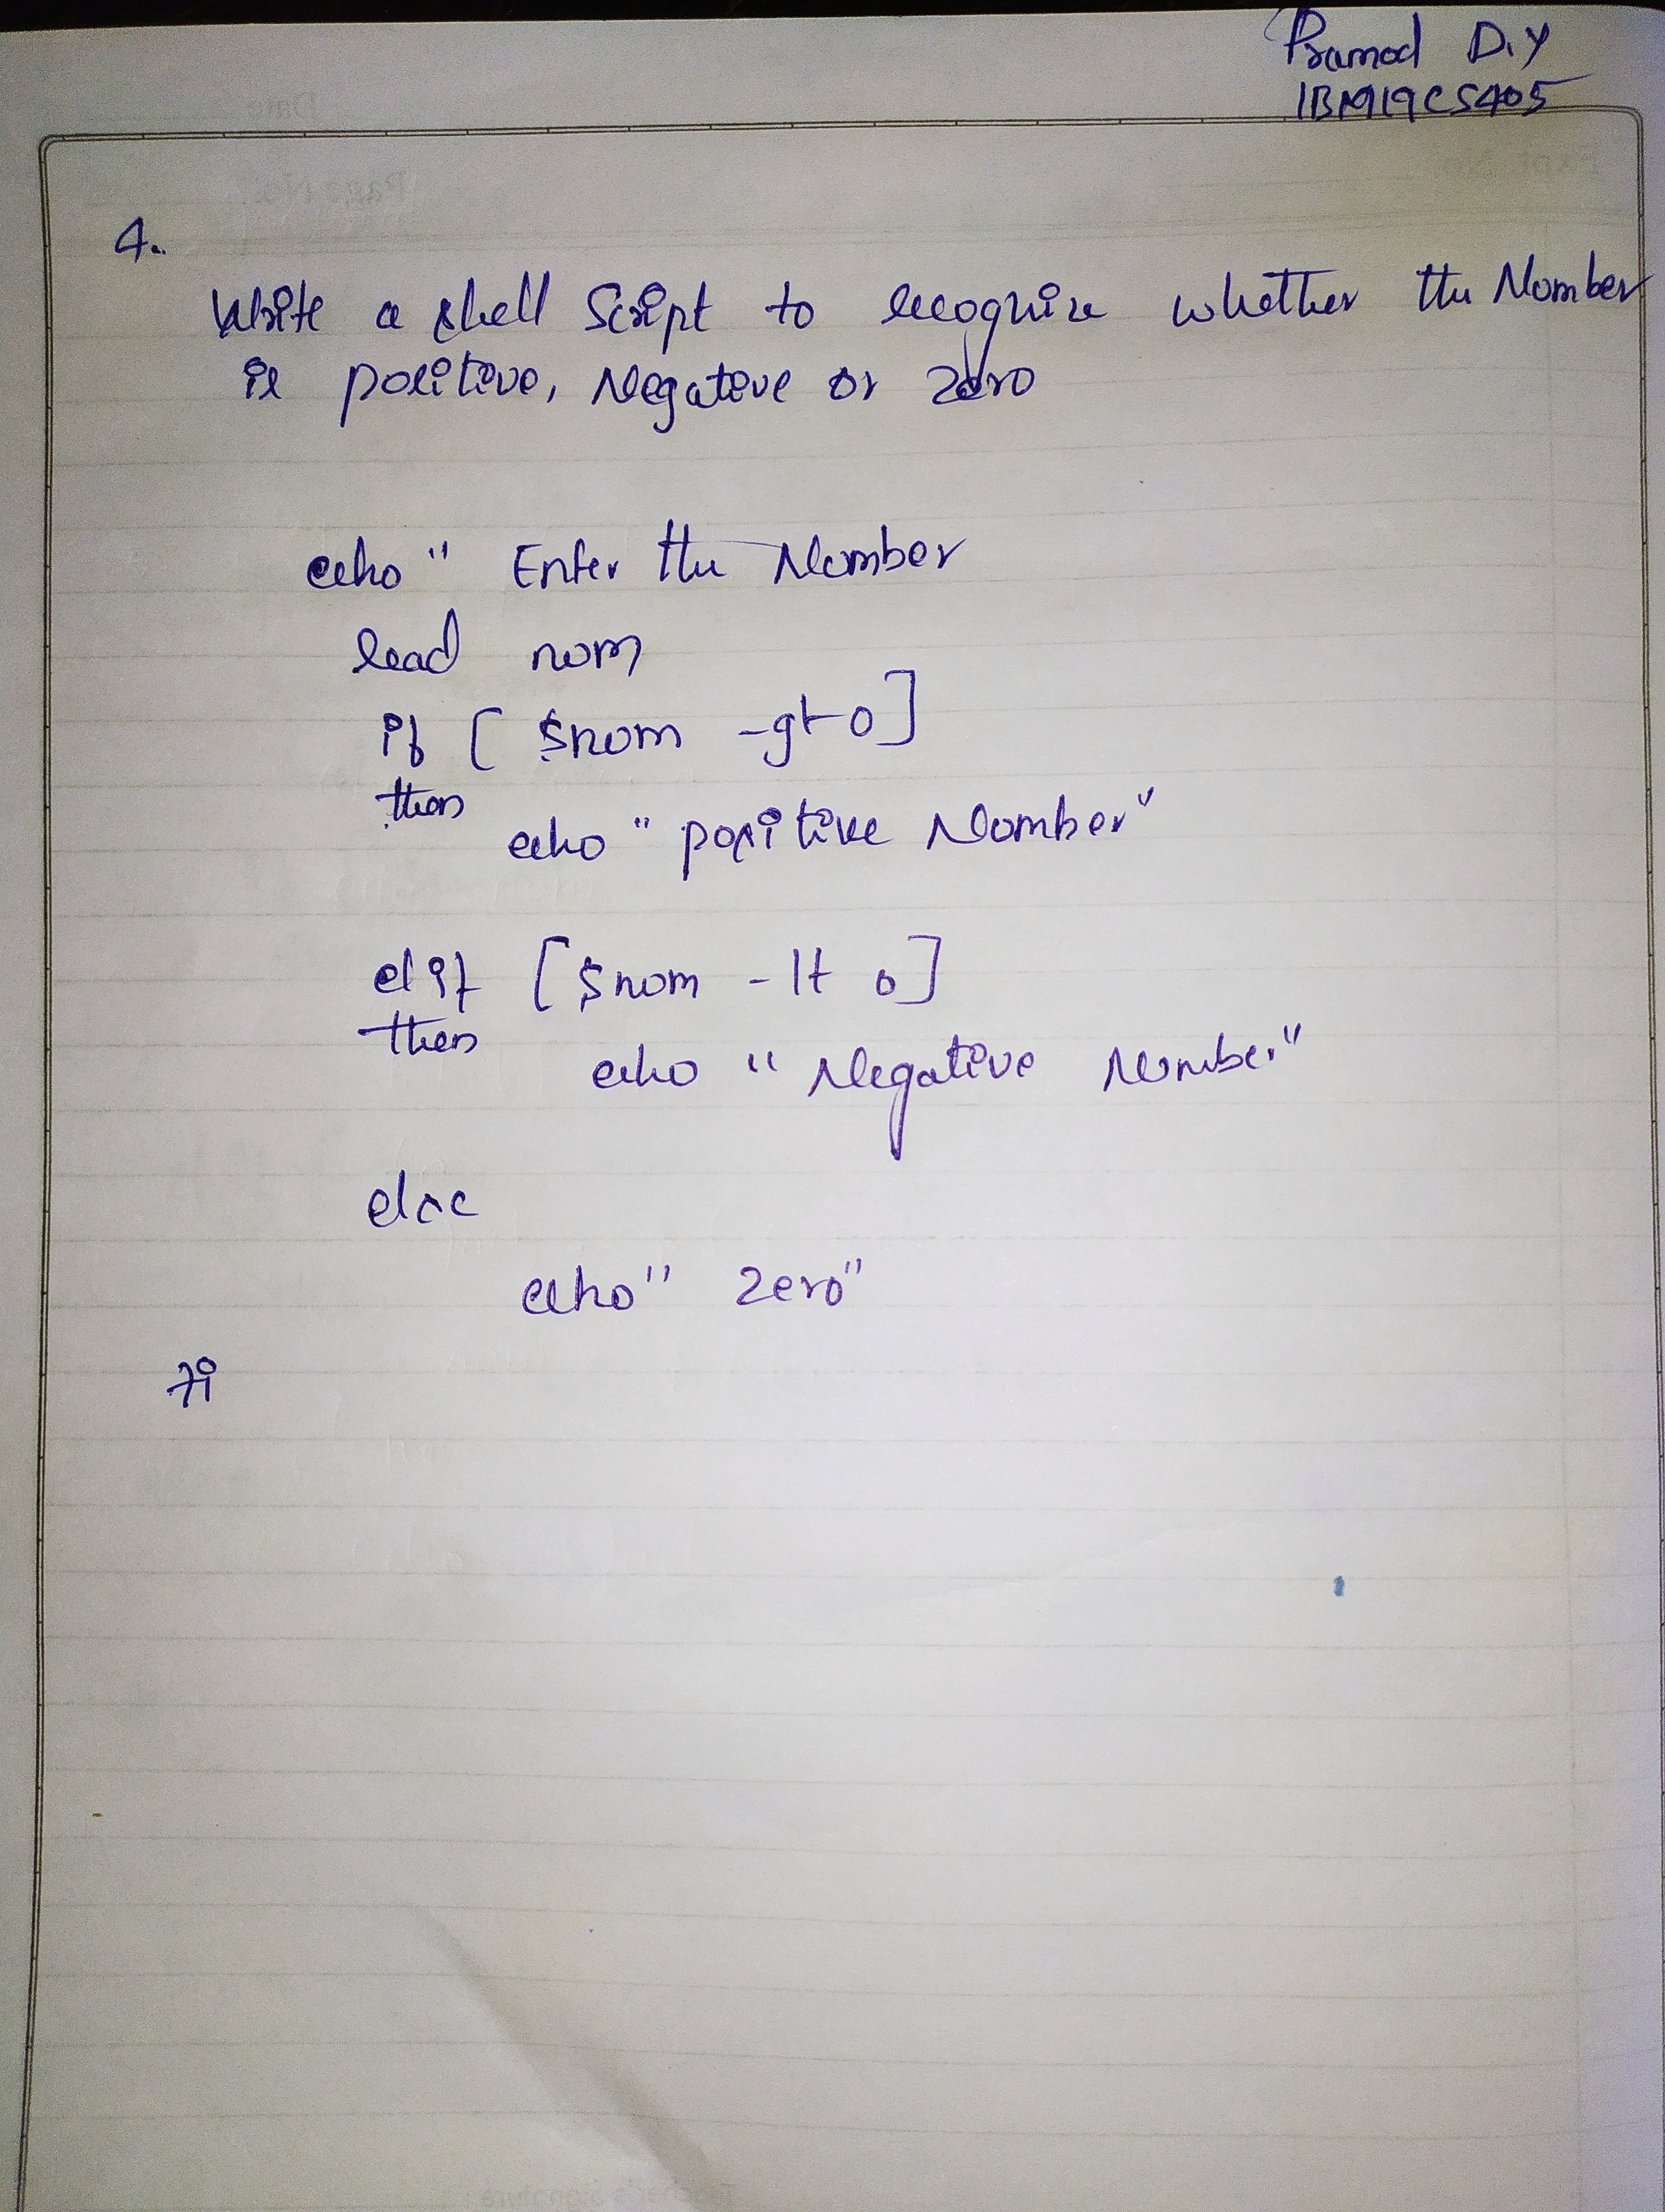 Pramod D.Y
1BM19CS405
4.
Write a shell Script to recognize whether the Number
is positive, Negative or Zero
echo " Enter the Number
read num
if [ $num -gt 0]
then
echo " positive Number"
elif [$num -lt 0]
then
echo " Negative Number"
else
echo " Zero"
fi